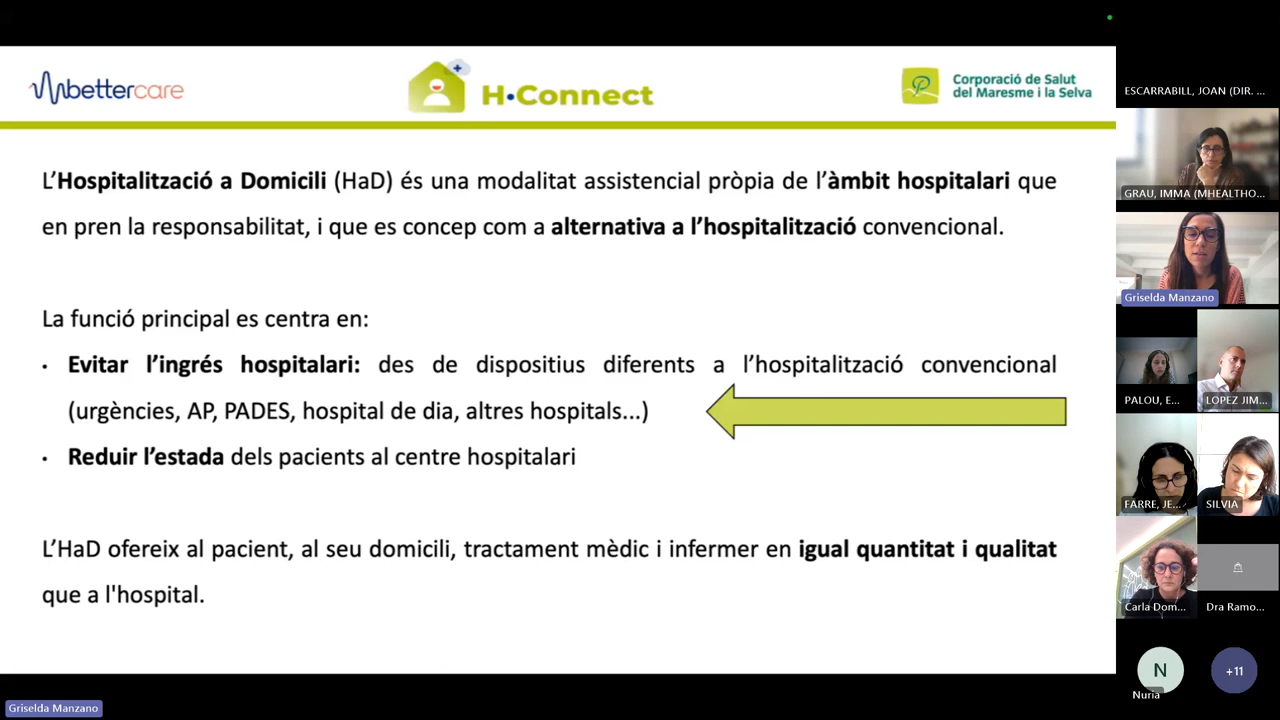 bettercare
H•Connect
Corporació de Salut
del Maresme i la Selva
L'Hospitalització a Domicili (HaD) és una modalitat assistencial pròpia de l'àmbit hospitalari que
en pren la responsabilitat, i que es concep com a alternativa a l'hospitalització convencional.
La funció principal es centra en:
• Evitar l'ingrés hospitalari: des de dispositius diferents a l'hospitalització convencional
(urgències, AP, PADES, hospital de dia, altres hospitals...)
• Reduir l'estada dels pacients al centre hospitalari
L'HaD ofereix al pacient, al seu domicili, tractament mèdic i infermer en igual quantitat i qualitat
que a l'hospital.
ESCARRABILL, JOAN (DIR. ...
GRAU, IMMA (MHEALTHO...
Griselda Manzano
PALOU, E...
LOPEZ JIM...
FARRE, JE...
SILVIA
Carla Dom...
Dra Ramo...
N
Nuria
+11
Griselda Manzano